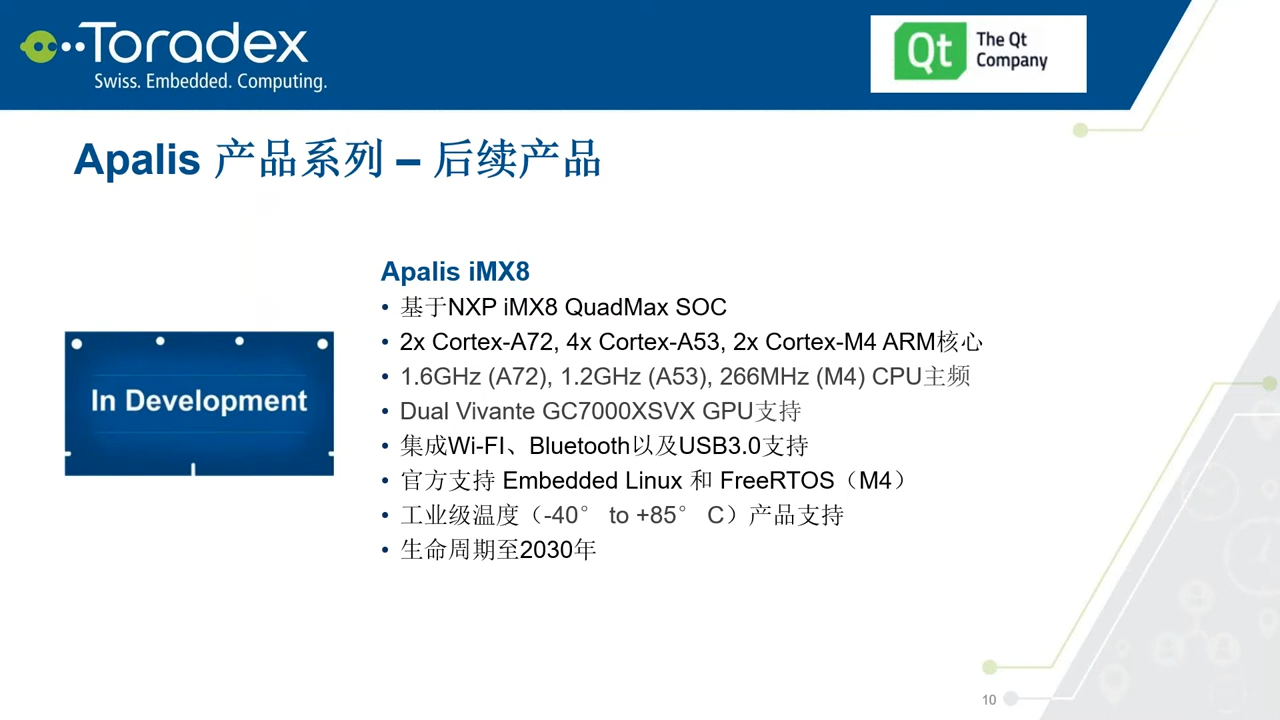 Toradex
Swiss. Embedded. Computing.
Qt
The Qt
Company
Apalis 产品系列 – 后续产品
In Development
Apalis iMX8
• 基于NXP iMX8 QuadMax SOC
• 2x Cortex-A72, 4x Cortex-A53, 2x Cortex-M4 ARM核心
• 1.6GHz (A72), 1.2GHz (A53), 266MHz (M4) CPU主频
• Dual Vivante GC7000XSVX GPU支持
• 集成Wi-FI、Bluetooth以及USB3.0支持
• 官方支持 Embedded Linux 和 FreeRTOS（M4）
• 工业级温度（-40° to +85° C）产品支持
• 生命周期至2030年
10